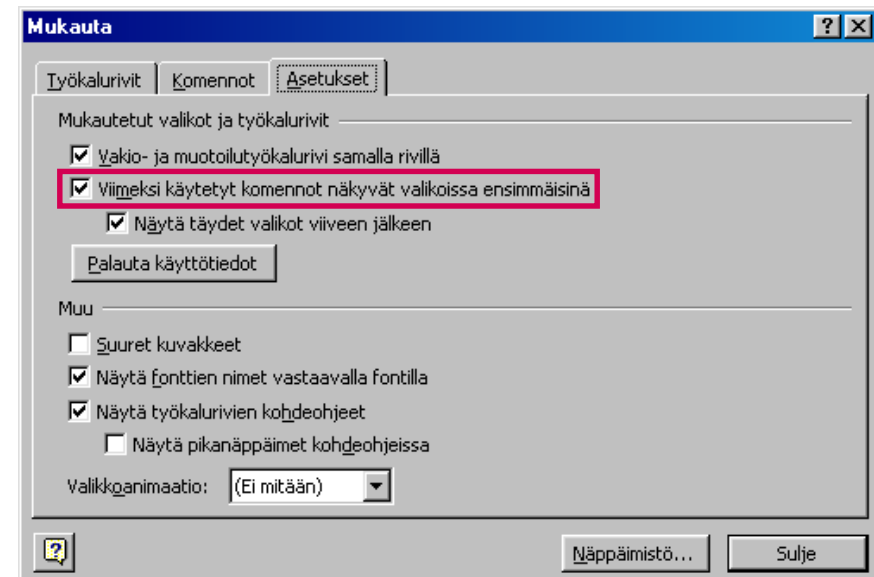 Mukauta
Työkalurivit Komennot Asetukset
Mukautetut valikot ja työkalurivit
Vakio- ja muotoilutyökalurivi samalla rivillä
Viimeksi käytetyt komennot näkyvät valikoissa ensimmäisinä
Näytä täydet valikot viiveen jälkeen
Palauta käyttötiedot
Muu
Suuret kuvakkeet
Näytä fonttien nimet vastaavalla fontilla
Näytä työkalurivien kohdeohjeet
Näytä pikanäppäimet kohdeohjeissa
Valikkoanimaatio: (Ei mitään)
Näppäimistö... Sulje